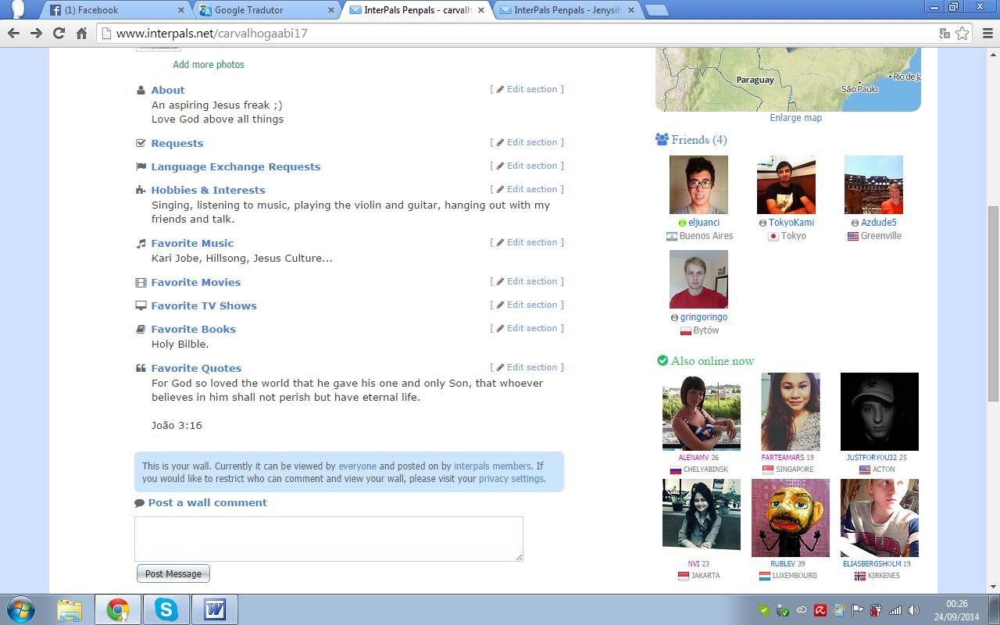 (1) Facebook
Google Tradutor
InterPals Penpals - carvalh
InterPals Penpals - Jenysil
www.interpals.net/carvalhogaabi17
Add more photos
About [ Edit section ]
An aspiring Jesus freak ;)
Love God above all things
Requests [ Edit section ]
Language Exchange Requests [ Edit section ]
Hobbies & Interests [ Edit section ]
Singing, listening to music, playing the violin and guitar, hanging out with my
friends and talk.
Favorite Music [ Edit section ]
Kari Jobe, Hillsong, Jesus Culture...
Favorite Movies [ Edit section ]
Favorite TV Shows [ Edit section ]
Favorite Books [ Edit section ]
Holy Bilble.
Favorite Quotes [ Edit section ]
For God so loved the world that he gave his one and only Son, that whoever
believes in him shall not perish but have eternal life.
João 3:16
This is your wall. Currently it can be viewed by everyone and posted on by interpals members. If
you would like to restrict who can comment and view your wall, please visit your privacy settings.
Post a wall comment
Post Message
Paraguay
Rio de Ja
São Paulo
Enlarge map
Friends (4)
eljuanci TokyoKami Azdude5
Buenos Aires Tokyo Greenville
gringoringo
Bytów
Also online now
ALENAMV 26 FARTEAMARS 19 JUSTFORYOU32 25
CHELYABINSK SINGAPORE ACTON
NVI 23 RUBLEV 39 ELIASBERGSHOLM 19
JAKARTA LUXEMBOURG KIRKENES
00:26
24/09/2014